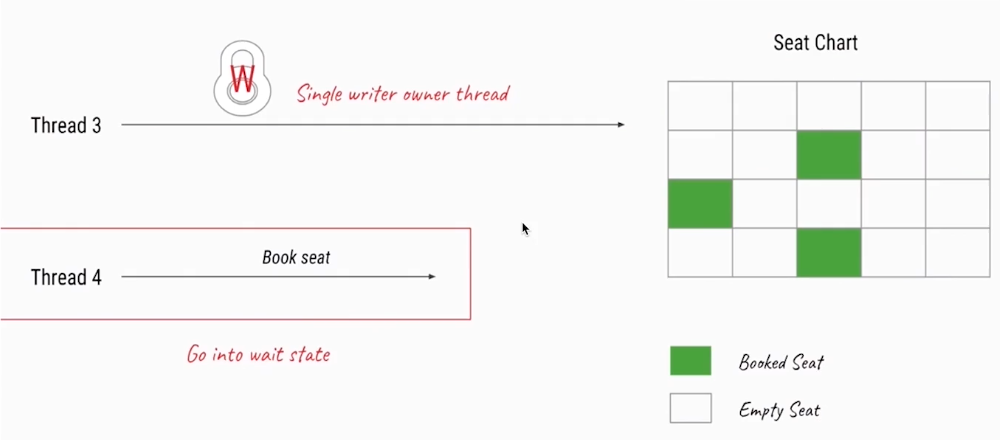 Seat Chart
W
Single writer owner thread
Thread 3
Book seat
Thread 4
Go into wait state
Booked Seat
Empty Seat